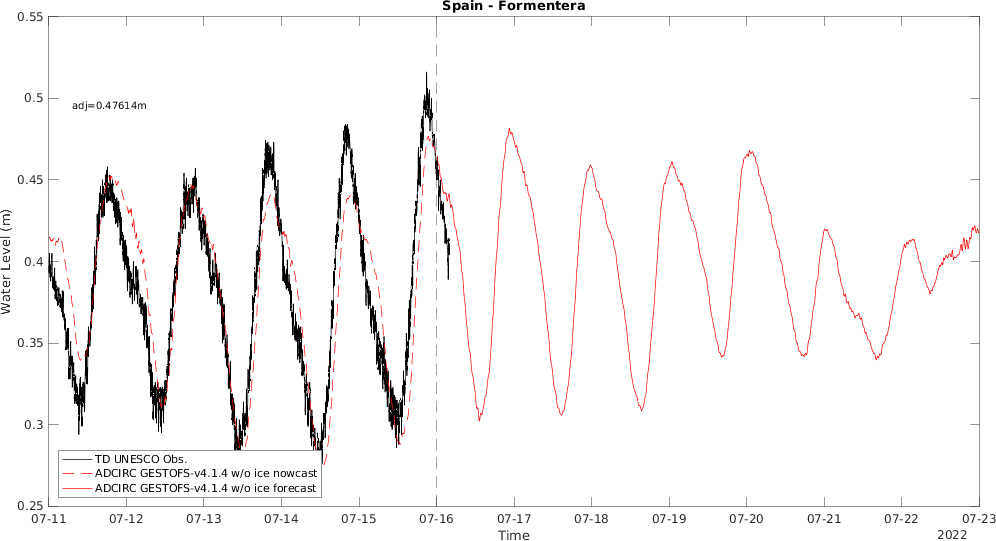 Spain - Formentera
0.55
0.5
0.45
0.4
0.35
0.3
0.25
Water Level (m)
adj=0.47614m
TD UNESCO Obs.
ADCIRC GESTOFS-v4.1.4 w/o ice nowcast
ADCIRC GESTOFS-v4.1.4 w/o ice forecast
07-11 07-12 07-13 07-14 07-15 07-16 07-17 07-18 07-19 07-20 07-21 07-22 07-23
Time
2022